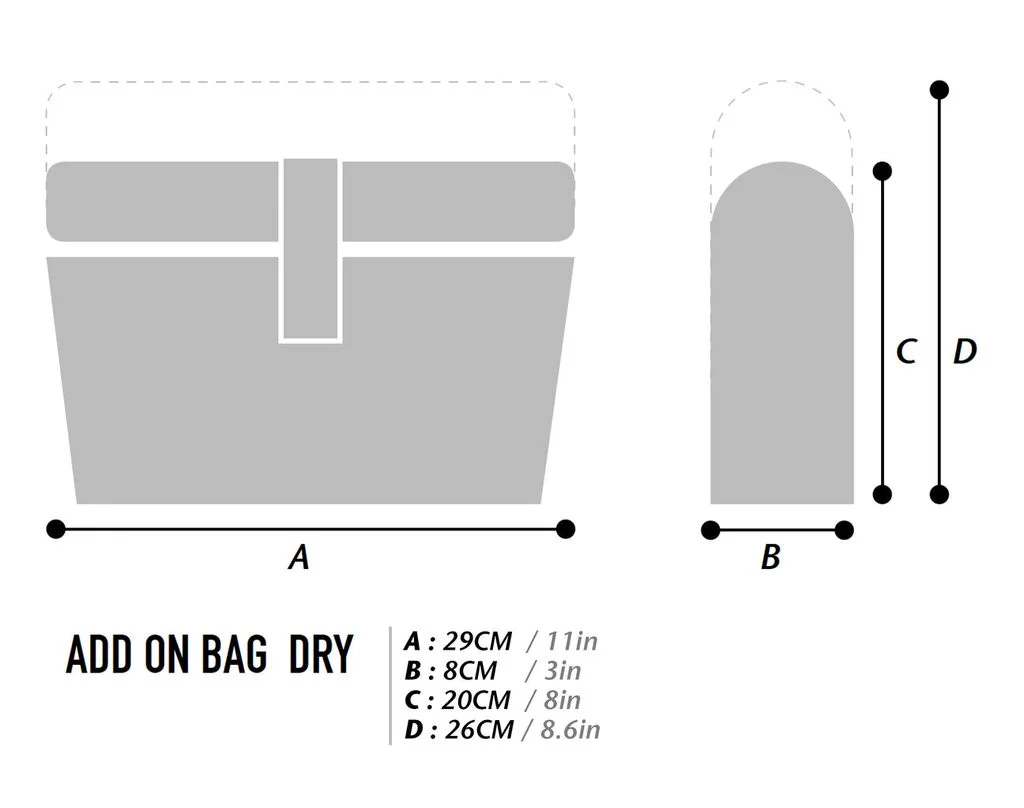 C
D
A
B
ADD ON BAG DRY
A : 29CM / 11in
B : 8CM / 3in
C : 20CM / 8in
D : 26CM / 8.6in